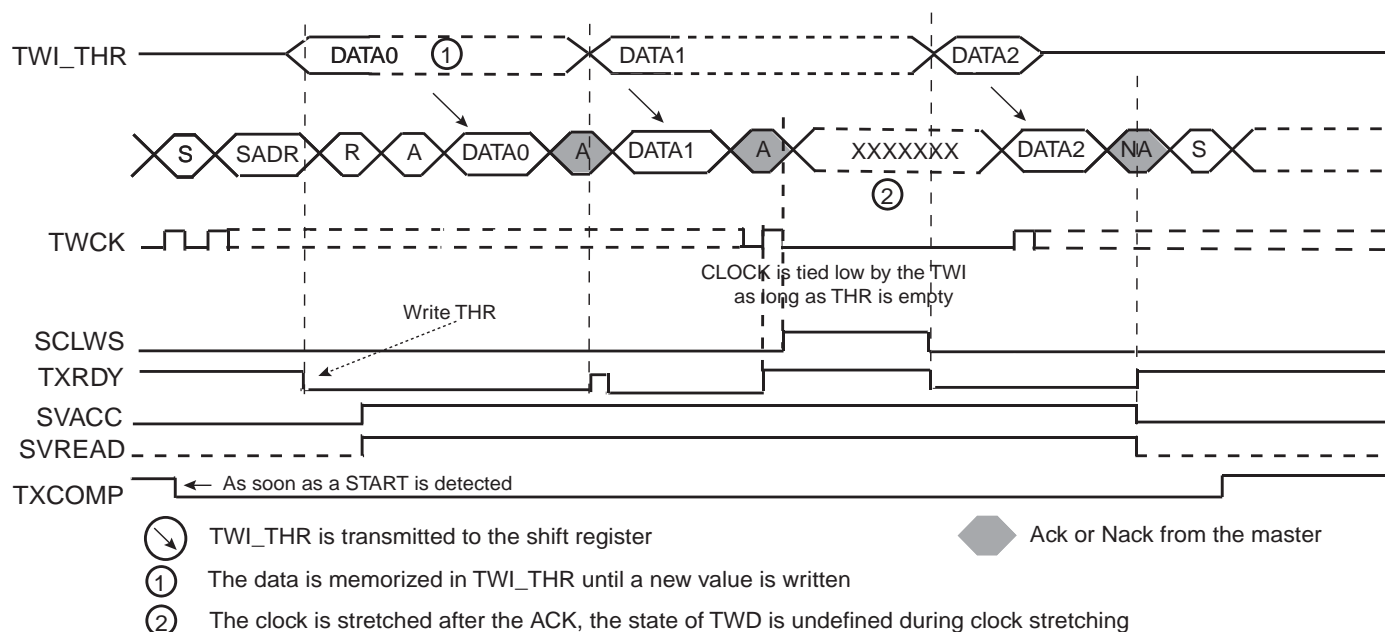 TWI_THR DATA0 1 DATA1 DATA2
S SADR R A DATA0 A DATA1 A XXXXXXX DATA2 NA S
2
TWCK
CLOCK is tied low by the TWI
as long as THR is empty
Write THR
SCLWS
TXRDY
SVACC
SVREAD
TXCOMP As soon as a START is detected
TWI_THR is transmitted to the shift register Ack or Nack from the master
1 The data is memorized in TWI_THR until a new value is written
2 The clock is stretched after the ACK, the state of TWD is undefined during clock stretching